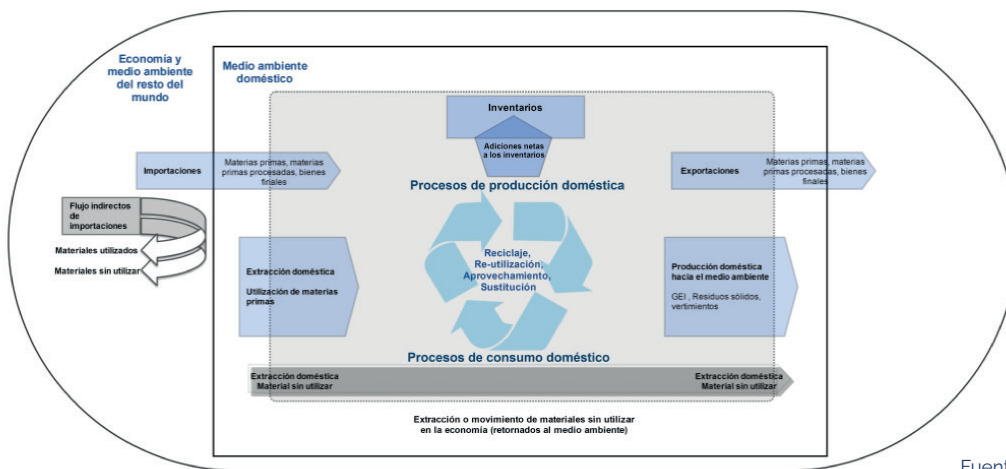 Economía y
medio ambiente
del resto del
mundo
Medio ambiente
doméstico
Inventarios
Adiciones netas
a los inventarios
Importaciones
Materias primas, materias
primas procesadas, bienes
finales
Procesos de producción doméstica
Exportaciones
Materias primas, materias
primas procesadas, bienes
finales
Flujo indirectos
de
importaciones
Materiales utilizados
Materiales sin utilizar
Extracción doméstica
Utilización de materias
primas
Reciclaje,
Re-utilización,
Aprovechamiento,
Sustitución
Producción doméstica
hacia el medio ambiente
GEI , Residuos sólidos,
vertimientos
Procesos de consumo doméstico
Extracción doméstica
Material sin utilizar
Extracción doméstica
Material sin utilizar
Extracción o movimiento de materiales sin utilizar
en la economía (retornados al medio ambiente)